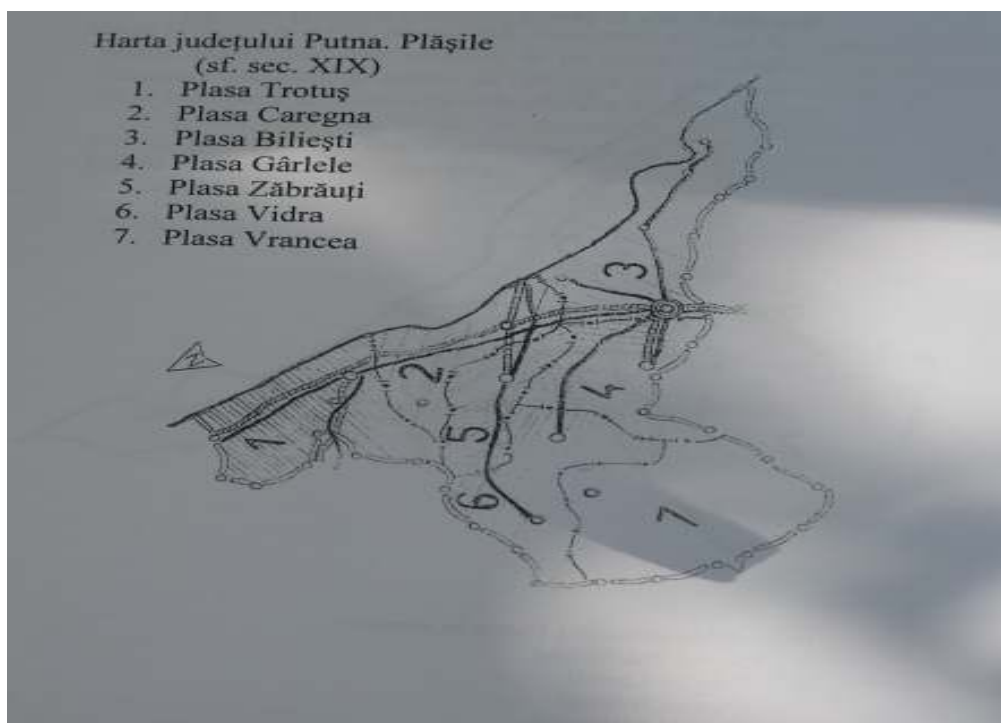 Harta județului Putna. Plășile
(sf. sec. XIX)
1. Plasa Trotuș
2. Plasa Caregna
3. Plasa Biliești
4. Plasa Gârlele
5. Plasa Zăbrăuți
6. Plasa Vidra
7. Plasa Vrancea
3
N
2
4
1
5
6
7